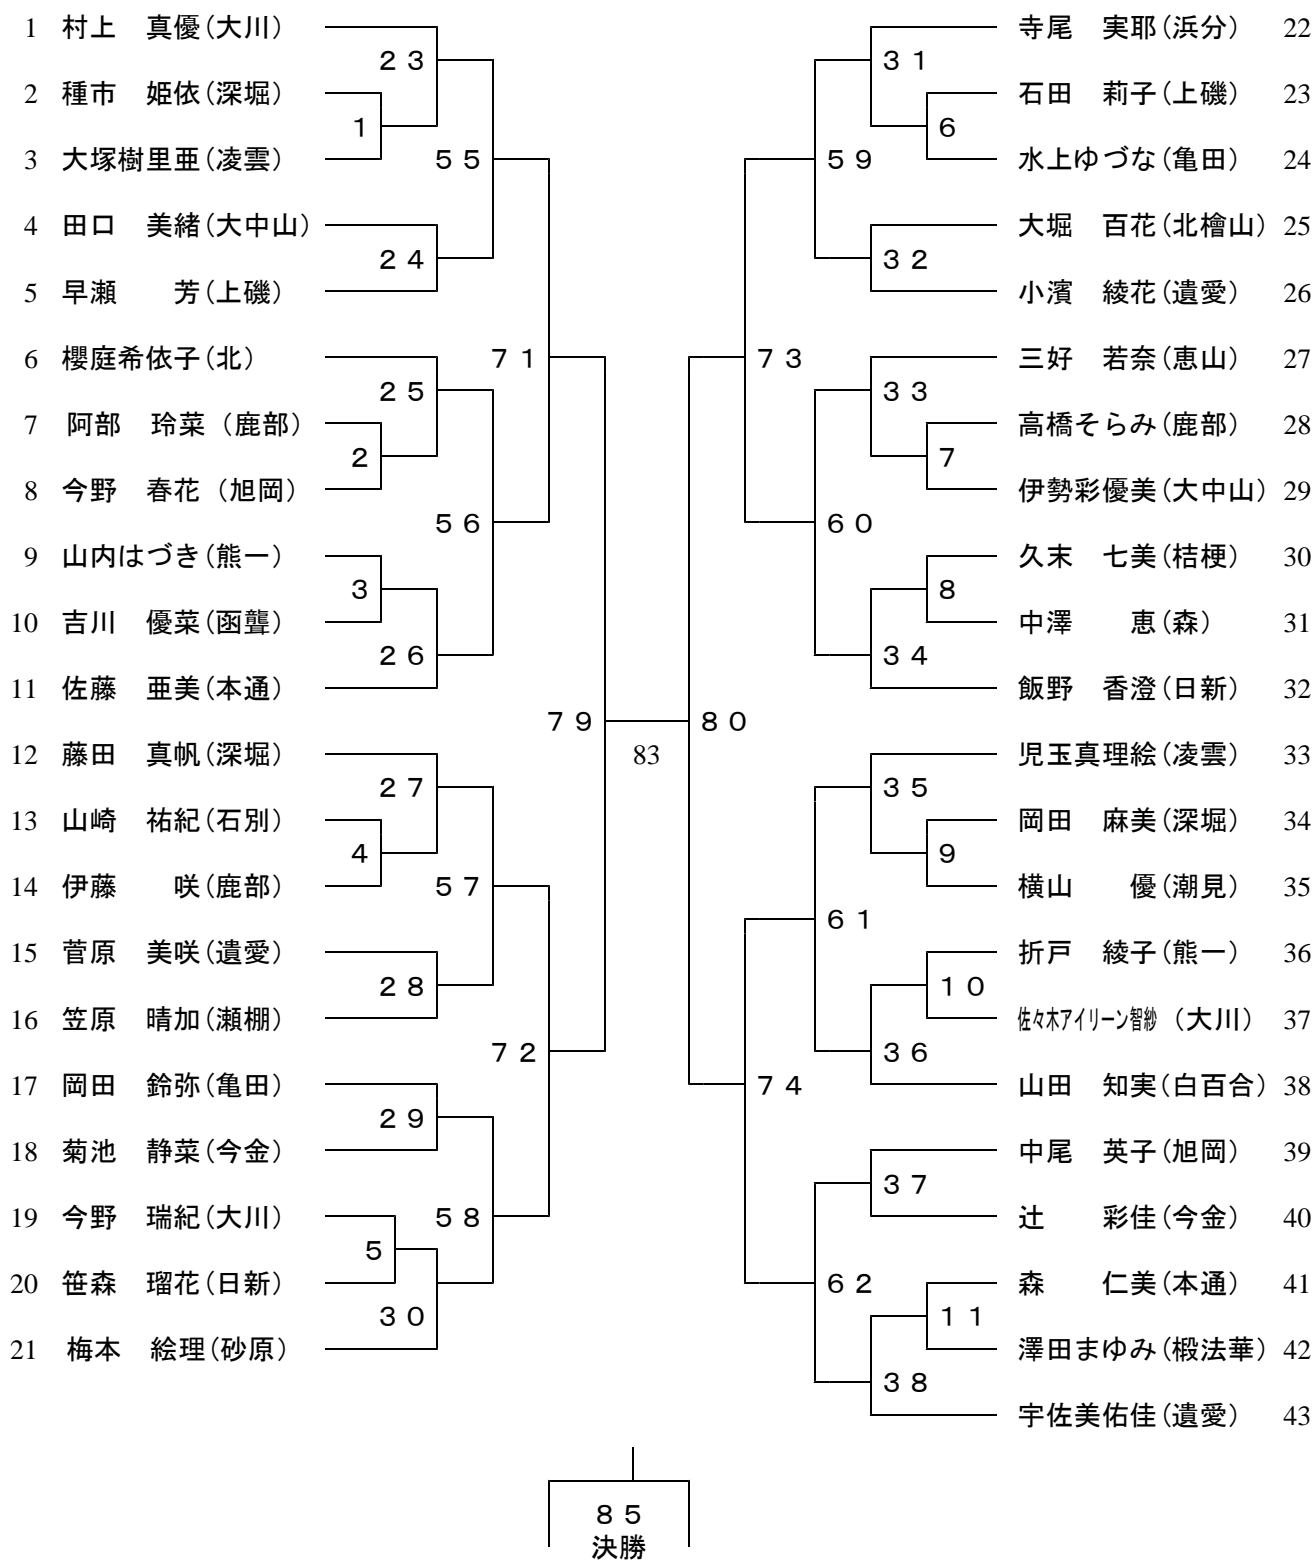 1 村上 真優(大川)
23
2 種市 姫依(深堀)
1
3 大塚樹里亜(凌雲)
55
4 田口 美緒(大中山)
24
5 早瀬 芳(上磯)
6 櫻庭希依子(北)
71
25
7 阿部 玲菜(鹿部)
2
8 今野 春花(旭岡)
56
9 山内はづき(熊一)
3
10 吉川 優菜(函聾)
26
11 佐藤 亜美(本通)
79
12 藤田 真帆(深堀)
27
13 山崎 祐紀(石別)
4
14 伊藤 咲(鹿部)
57
15 菅原 美咲(遺愛)
28
16 笠原 晴加(瀬棚)
72
17 岡田 鈴弥(亀田)
29
18 菊池 静菜(今金)
19 今野 瑞紀(大川)
58
5
20 笹森 瑠花(日新)
30
21 梅本 絵理(砂原)
83
寺尾 実耶(浜分) 22
31
石田 莉子(上磯) 23
6
水上ゆづな(亀田) 24
59
大堀 百花(北檜山) 25
32
小濱 綾花(遺愛) 26
三好 若奈(恵山) 27
73
33
高橋そらみ(鹿部) 28
7
伊勢彩優美(大中山) 29
60
久末 七美(桔梗) 30
8
中澤 恵(森) 31
34
飯野 香澄(日新) 32
80
児玉真理絵(凌雲) 33
35
岡田 麻美(深堀) 34
9
横山 優(潮見) 35
61
折戸 綾子(熊一) 36
10
佐々木アイリーン智紗(大川) 37
36
山田 知実(白百合) 38
74
中尾 英子(旭岡) 39
37
辻 彩佳(今金) 40
62
森 仁美(本通) 41
11
澤田まゆみ(椴法華) 42
38
宇佐美佑佳(遺愛) 43
85
決勝